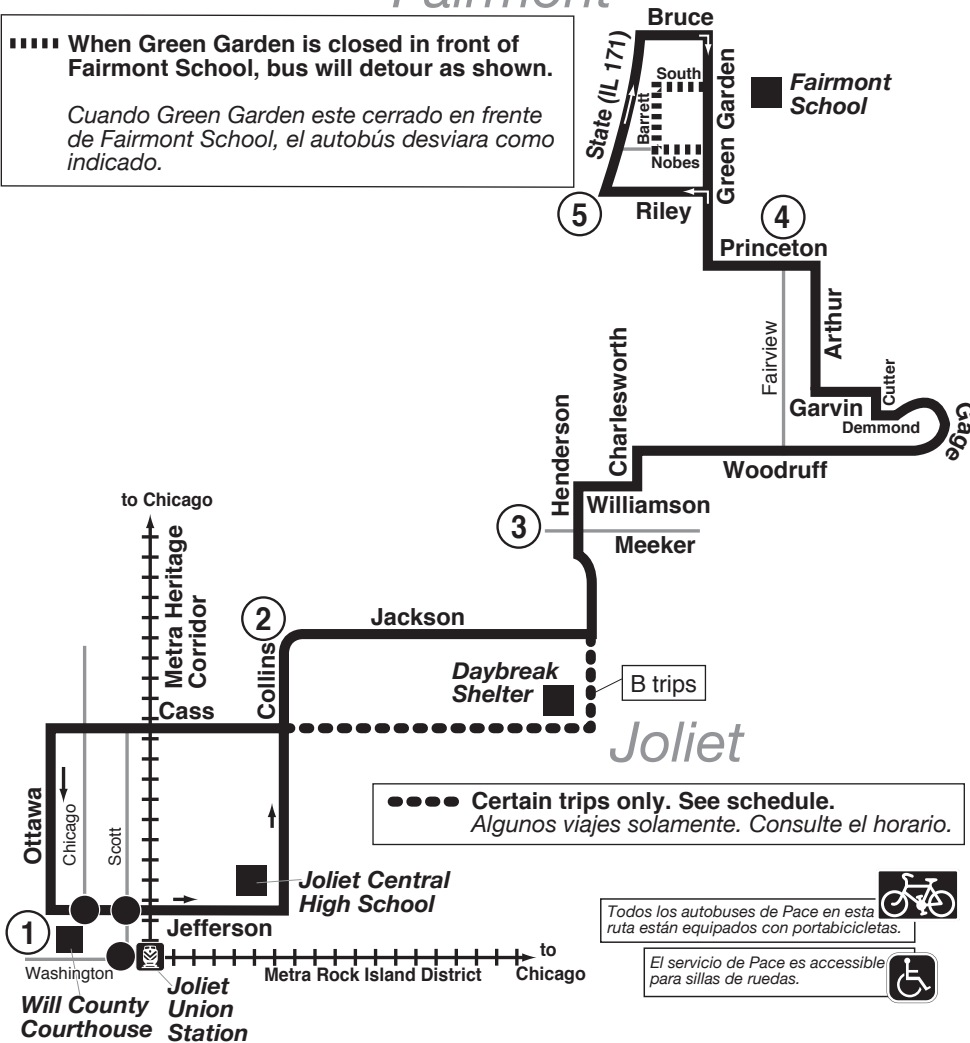 Fairmont
When Green Garden is closed in front of
Fairmont School, bus will detour as shown.
Cuando Green Garden este cerrado en frente
de Fairmont School, el autobús desviara como
indicado.
Bruce
State (IL 171)
South
Barrett
Nobes
Green Garden
Fairmont
School
5
Riley
4
Princeton
Fairview
Arthur
Garvin
Cutter
Demmond
Gage
Woodruff
Charlesworth
Henderson
Williamson
3
Meeker
to Chicago
Metra Heritage
Corridor
2
Collins
Jackson
Daybreak
Shelter
B trips
Cass
Joliet
Certain trips only. See schedule.
Algunos viajes solamente. Consulte el horario.
Ottawa
Chicago
Scott
Joliet Central
High School
1
Jefferson
Washington
Metra Rock Island District
to
Chicago
Will County
Courthouse
Joliet
Union
Station
Todos los autobuses de Pace en esta
ruta están equipados con portabicicletas.
El servicio de Pace es accessible
para sillas de ruedas.